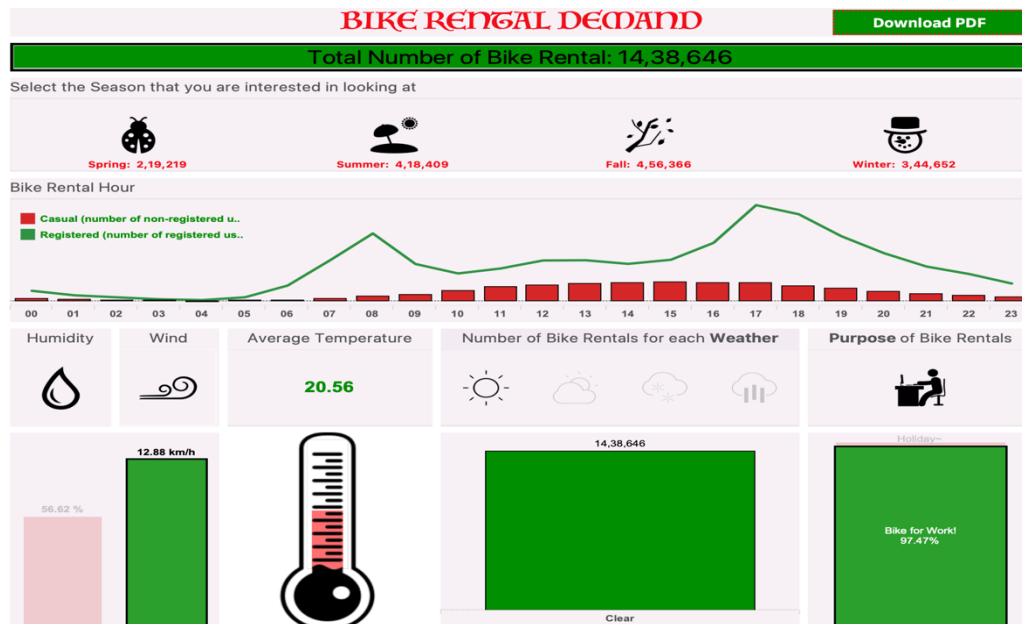 BIKE RENTAL DEMAND
Download PDF
Total Number of Bike Rental: 14,38,646
Select the Season that you are interested in looking at
Spring: 2,19,219
Summer: 4,18,409
Fall: 4,56,366
Winter: 3,44,652
Bike Rental Hour
Casual (number of non-registered u..
Registered (number of registered us..
00 01 02 03 04 05 06 07 08 09 10 11 12 13 14 15 16 17 18 19 20 21 22 23
Humidity
Wind
Average Temperature
Number of Bike Rentals for each Weather
Purpose of Bike Rentals
20.56
56.62 %
12.88 km/h
14,38,646
Clear
Holiday~
Bike for Work!
97.47%